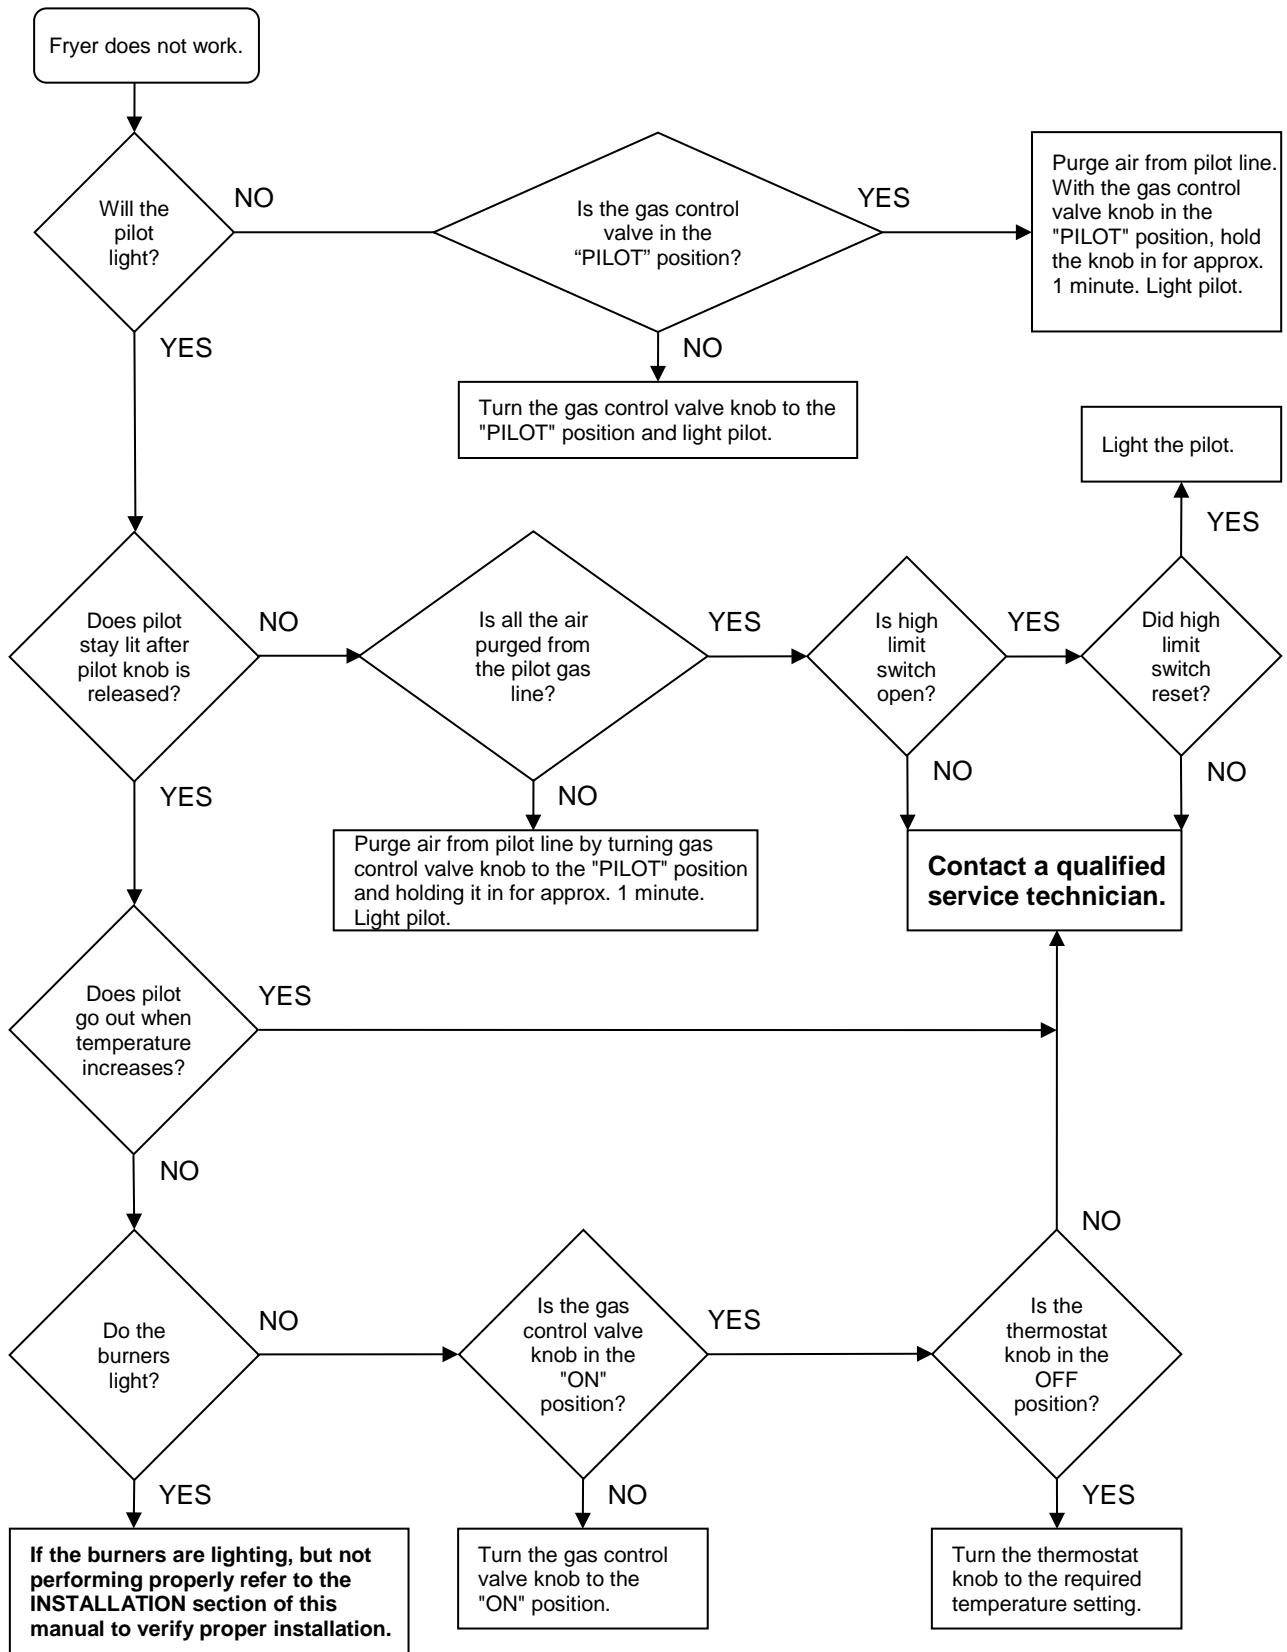 Fryer does not work.
Will the
pilot
light?
NO
Is the gas control
valve in the
“PILOT” position?
YES
Purge air from pilot line.
With the gas control
valve knob in the
"PILOT" position, hold
the knob in for approx.
1 minute. Light pilot.
YES
NO
Turn the gas control valve knob to the
"PILOT" position and light pilot.
Light the pilot.
YES
Does pilot
stay lit after
pilot knob is
released?
NO
Is all the air
purged from
the pilot gas
line?
YES
Is high
limit
switch
open?
YES
Did high
limit
switch
reset?
YES
NO
NO
NO
Purge air from pilot line by turning gas
control valve knob to the "PILOT" position
and holding it in for approx. 1 minute.
Light pilot.
Contact a qualified
service technician.
Does pilot
go out when
temperature
increases?
YES
NO
Do the
burners
light?
NO
Is the gas
control valve
knob in the
"ON"
position?
YES
Is the
thermostat
knob in the
OFF
position?
NO
YES
NO
YES
If the burners are lighting, but not
performing properly refer to the
INSTALLATION section of this
manual to verify proper installation.
Turn the gas control
valve knob to the
"ON" position.
Turn the thermostat
knob to the required
temperature setting.